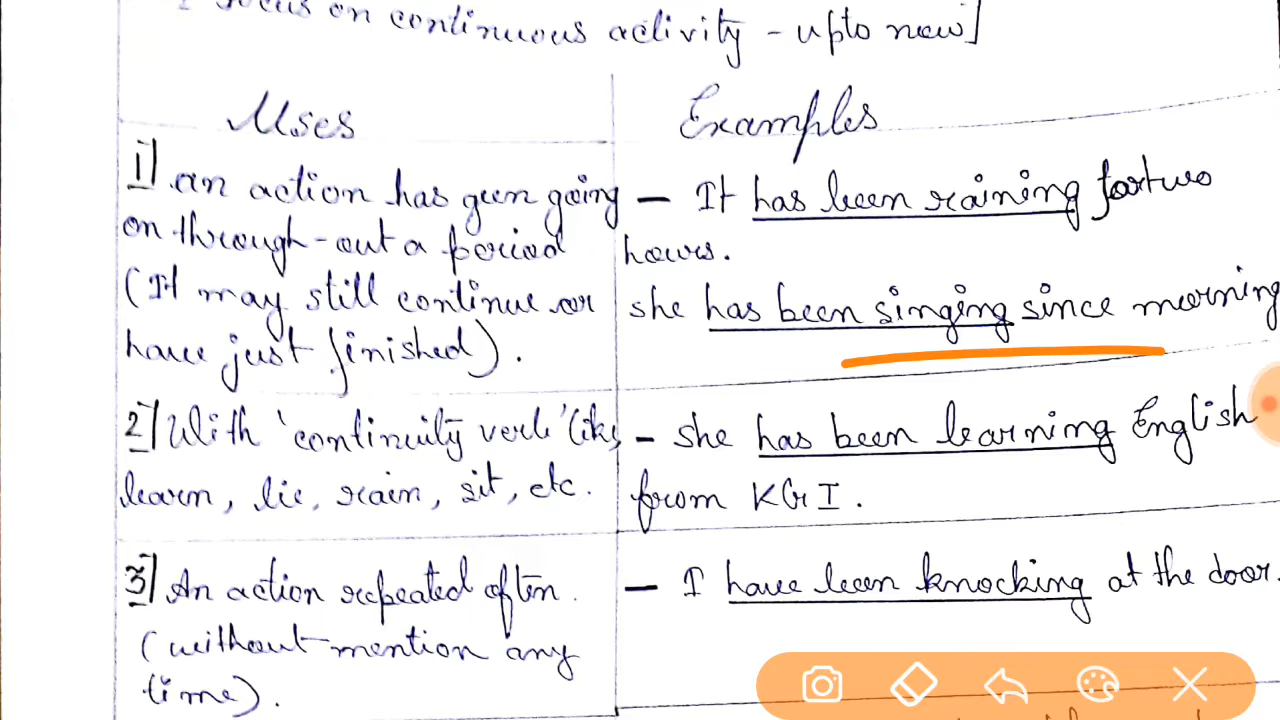 focus on continuous activity - upto now]
Uses
Examples
1) an action has geen going
on through-out a period
(It may still continue or
have just finished).
- It has been raining for two
hours.
she has been singing since morning
2) With 'continuity verb' like
learn, lie, rain, sit, etc.
- she has been learning English
from KG I.
3) An action repeated often.
(without mention any
time).
- I have been knocking at the door.